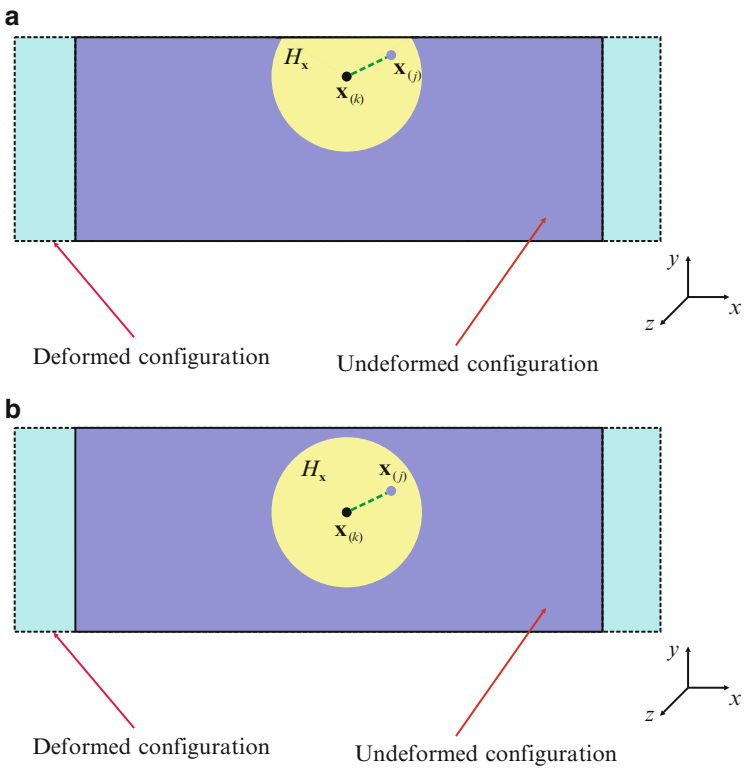 a
H_x
x_(j)
x_(k)
y
x
z
Deformed configuration
Undeformed configuration
b
H_x
x_(j)
x_(k)
y
x
z
Deformed configuration
Undeformed configuration